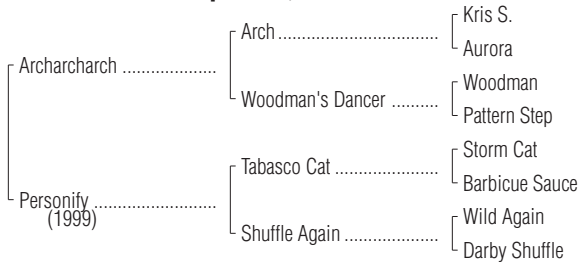 Kris S.
Arch ..................................
Aurora
Archarcharch ....................
Woodman
Woodman's Dancer ..........
Pattern Step
Storm Cat
Tabasco Cat ......................
Barbicue Sauce
Personify ..........................
(1999)
Wild Again
Shuffle Again ....................
Darby Shuffle